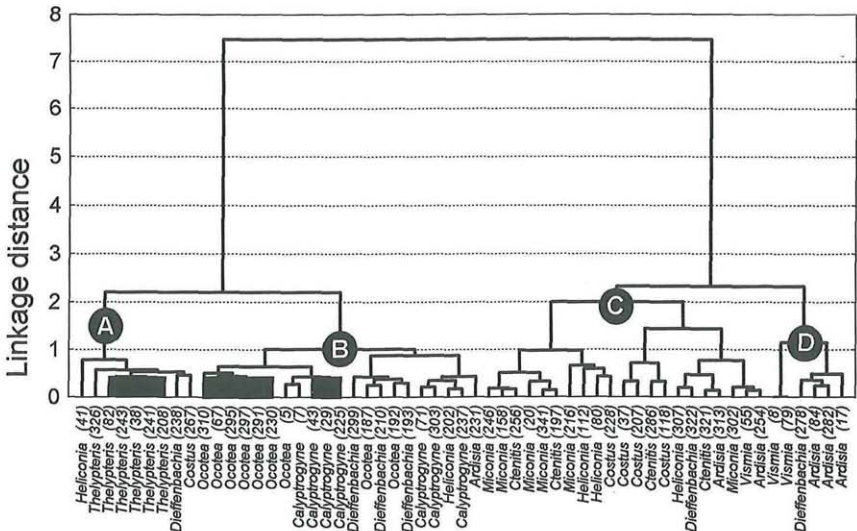 8
7
6
5
4
3
2
1
0
Linkage distance
A
B
C
D
Heliconia (41)
Thelypteris (326)
Thelypteris (82)
Thelypteris (243)
Thelypteris (38)
Thelypteris (241)
Thelypteris (208)
Dieffenbachia (238)
Costus (267)
Ocotea (310)
Ocotea (67)
Ocotea (295)
Ocotea (297)
Ocotea (291)
Ocotea (230)
Ocotea (5)
Calyptrogyne (7)
Calyptrogyne (43)
Calyptrogyne (29)
Calyptrogyne (225)
Dieffenbachia (299)
Ocotea (187)
Dieffenbachia (210)
Ocotea (192)
Dieffenbachia (193)
Calyptrogyne (71)
Calyptrogyne (303)
Heliconia (202)
Calyptrogyne (232)
Ardisia (231)
Miconia (246)
Miconia (158)
Ctenitis (256)
Miconia (20)
Miconia (341)
Ctenitis (197)
Miconia (216)
Heliconia (112)
Heliconia (80)
Costus (228)
Costus (37)
Costus (207)
Ctenitis (286)
Costus (118)
Heliconia (307)
Dieffenbachia (322)
Ctenitis (321)
Ardisia (313)
Miconia (302)
Vismia (55)
Ardisia (254)
Vismia (8)
Vismia (79)
Dieffenbachia (278)
Ardisia (84)
Ardisia (282)
Ardisia (17)